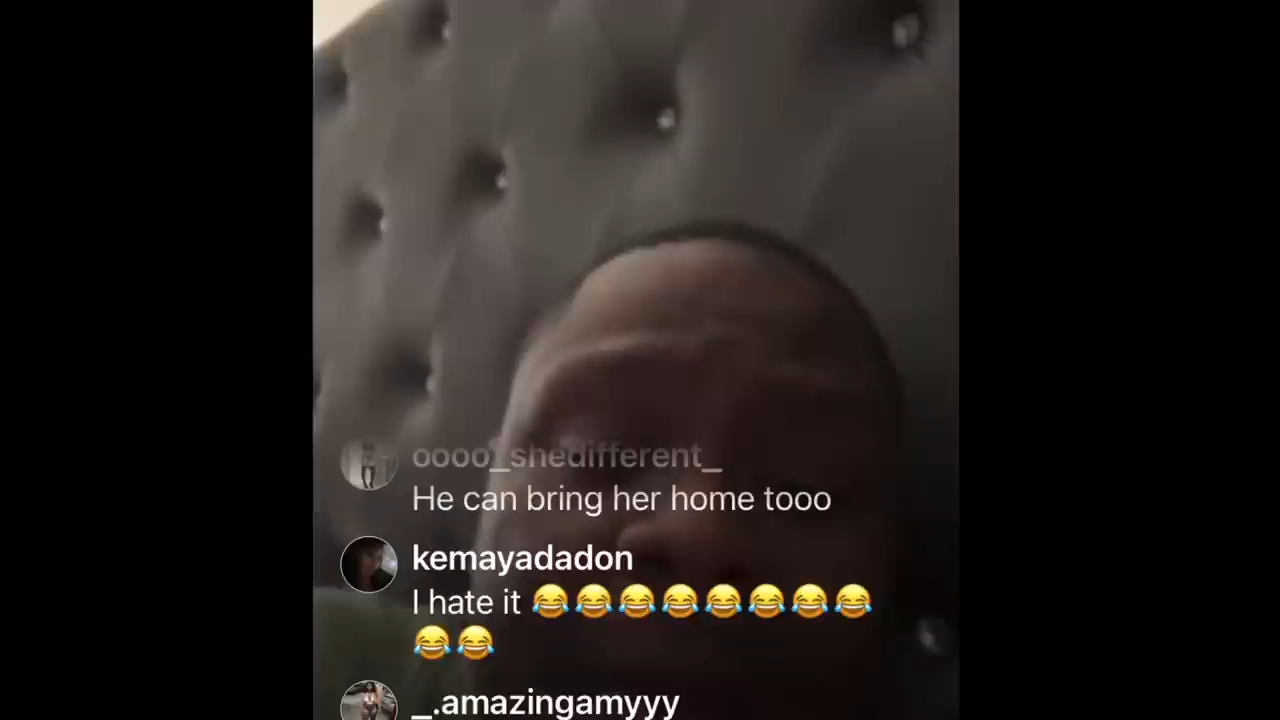 oooo_shedifferent_
He can bring her home tooo
kemayadadon
I hate it 😂😂😂😂😂😂😂😂
😂😂
_.amazingamyyy